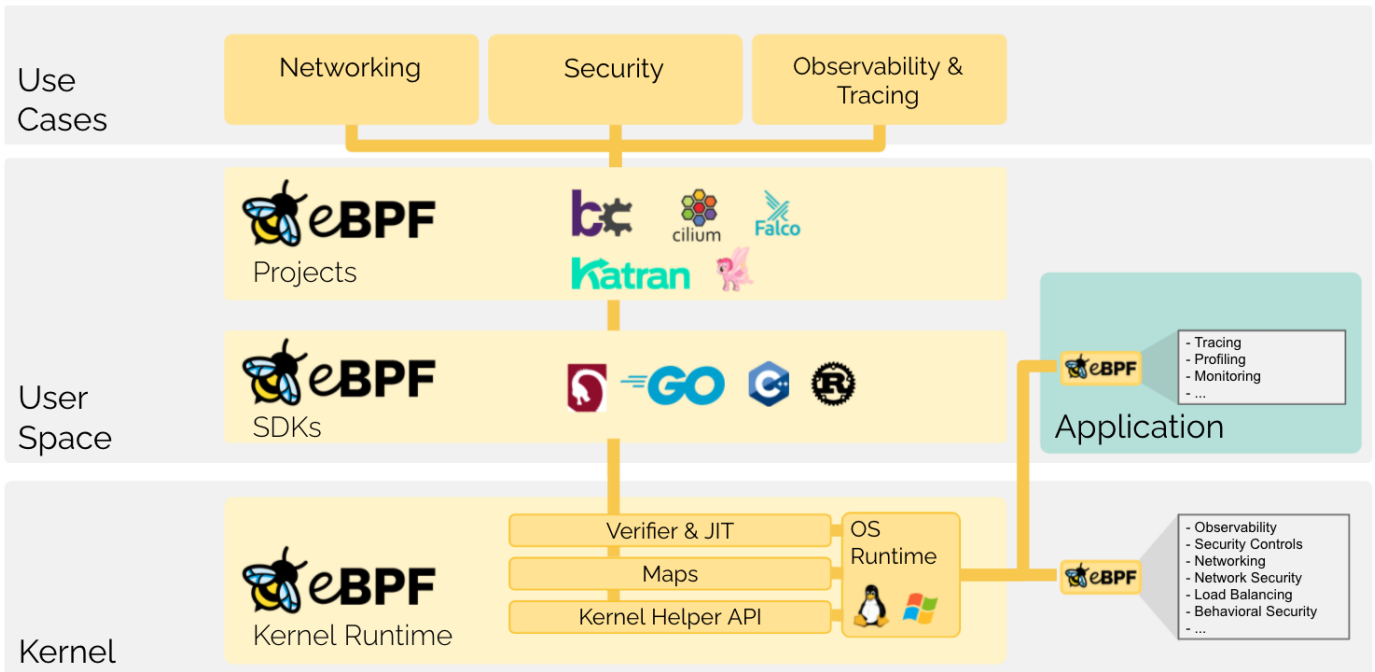 Use
Cases
Networking
Security
Observability &
Tracing
User
Space
eBPF
Projects
bc
cilium
Falco
Katran
eBPF
SDKs
GO
C++
R
eBPF
- Tracing
- Profiling
- Monitoring
- ...
Application
Kernel
eBPF
Kernel Runtime
Verifier & JIT
Maps
Kernel Helper API
OS
Runtime
eBPF
- Observability
- Security Controls
- Networking
- Network Security
- Load Balancing
- Behavioral Security
- ...